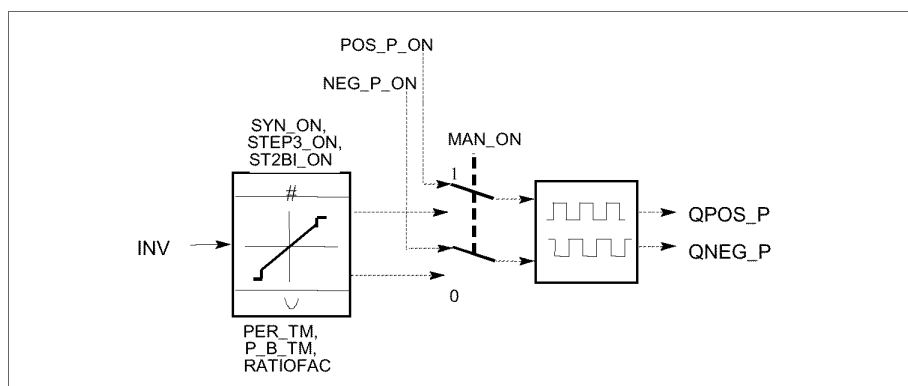 POS_P_ON
NEG_P_ON
SYN_ON,
STEP3_ON,
ST2BI_ON
MAN_ON
1
#
INV
QPOS_P
QNEG_P
0
PER_TM,
P_B_TM,
RATIOFAC